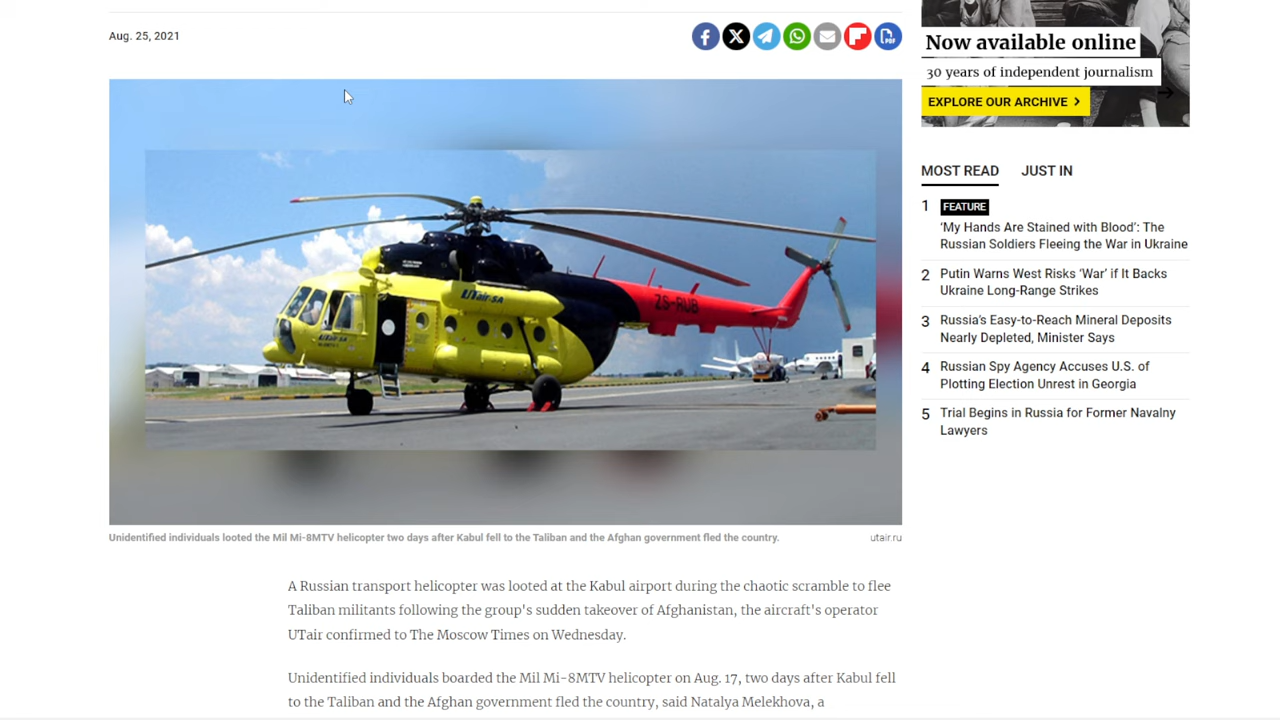 Aug. 25, 2021
PDF
Now available online
30 years of independent journalism
EXPLORE OUR ARCHIVE
MOST READ
JUST IN
1
FEATURE
‘My Hands Are Stained with Blood’: The
Russian Soldiers Fleeing the War in Ukraine
2
Putin Warns West Risks ‘War’ if It Backs
Ukraine Long-Range Strikes
3
Russia’s Easy-to-Reach Mineral Deposits
Nearly Depleted, Minister Says
4
Russian Spy Agency Accuses U.S. of
Plotting Election Unrest in Georgia
5
Trial Begins in Russia for Former Navalny
Lawyers
UTair-SA
ZS-RUB
UTair-SA
Unidentified individuals looted the Mil Mi-8MTV helicopter two days after Kabul fell to the Taliban and the Afghan government fled the country.
utair.ru
A Russian transport helicopter was looted at the Kabul airport during the chaotic scramble to flee
Taliban militants following the group's sudden takeover of Afghanistan, the aircraft's operator
UTair confirmed to The Moscow Times on Wednesday.
Unidentified individuals boarded the Mil Mi-8MTV helicopter on Aug. 17, two days after Kabul fell
to the Taliban and the Afghan government fled the country, said Natalya Melekhova, a